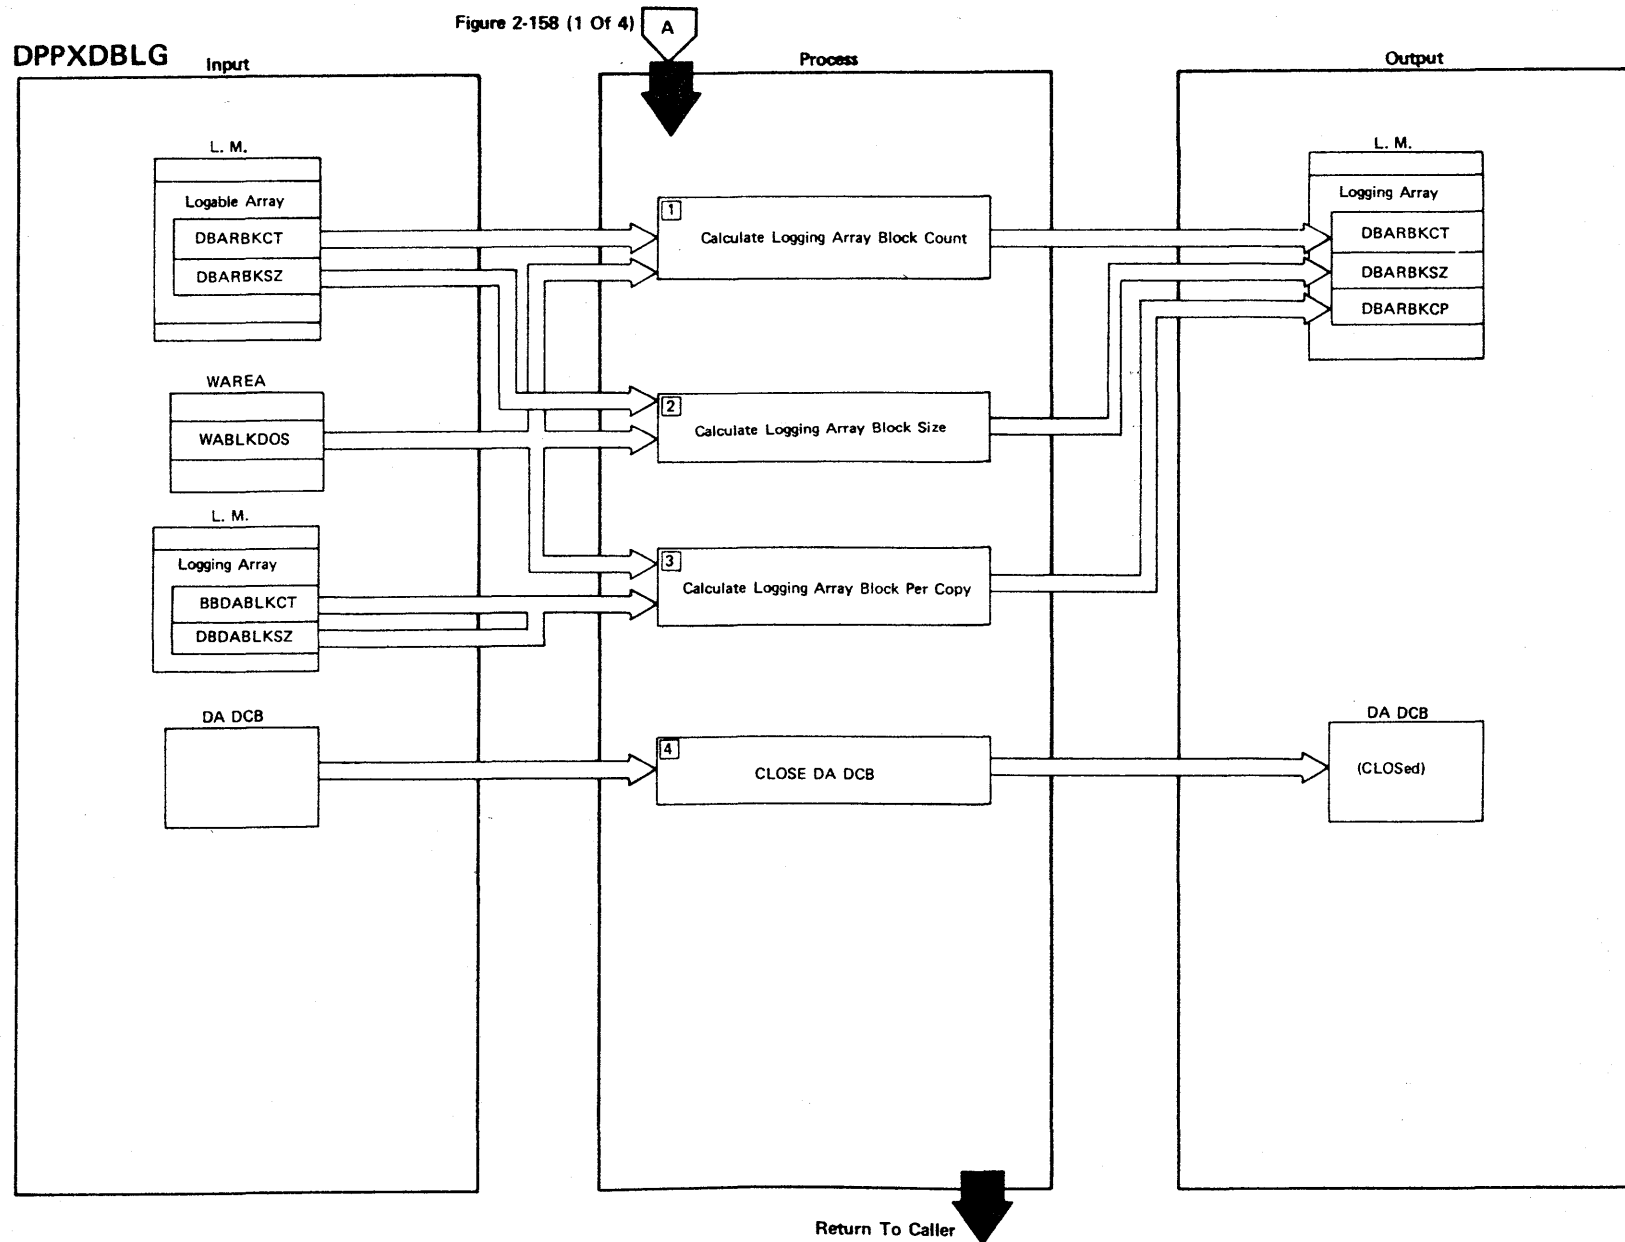 Figure 2-158 (1 Of 4)
A
DPPXDBLG
Input
Process
Output
L. M.
Logable Array
DBARBKCT
DBARBKSZ
WAREA
WABLKDOS
L. M.
Logging Array
BBDABLKCT
DBDABLKSZ
DA DCB
1
Calculate Logging Array Block Count
2
Calculate Logging Array Block Size
3
Calculate Logging Array Block Per Copy
4
CLOSE DA DCB
L. M.
Logging Array
DBARBKCT
DBARBKSZ
DBARBKCP
DA DCB
(CLOSed)
Return To Caller